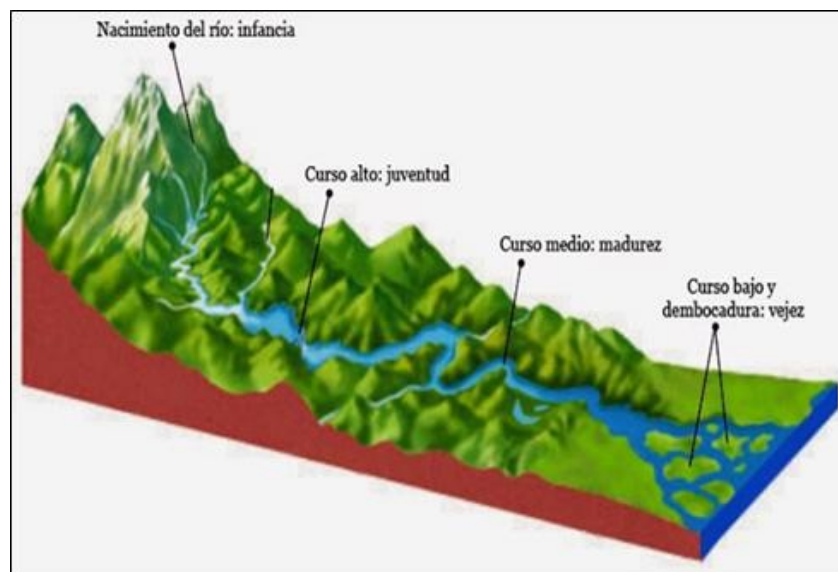 Nacimiento del río: infancia
Curso alto: juventud
Curso medio: madurez
Curso bajo y
dembocadura: vejez